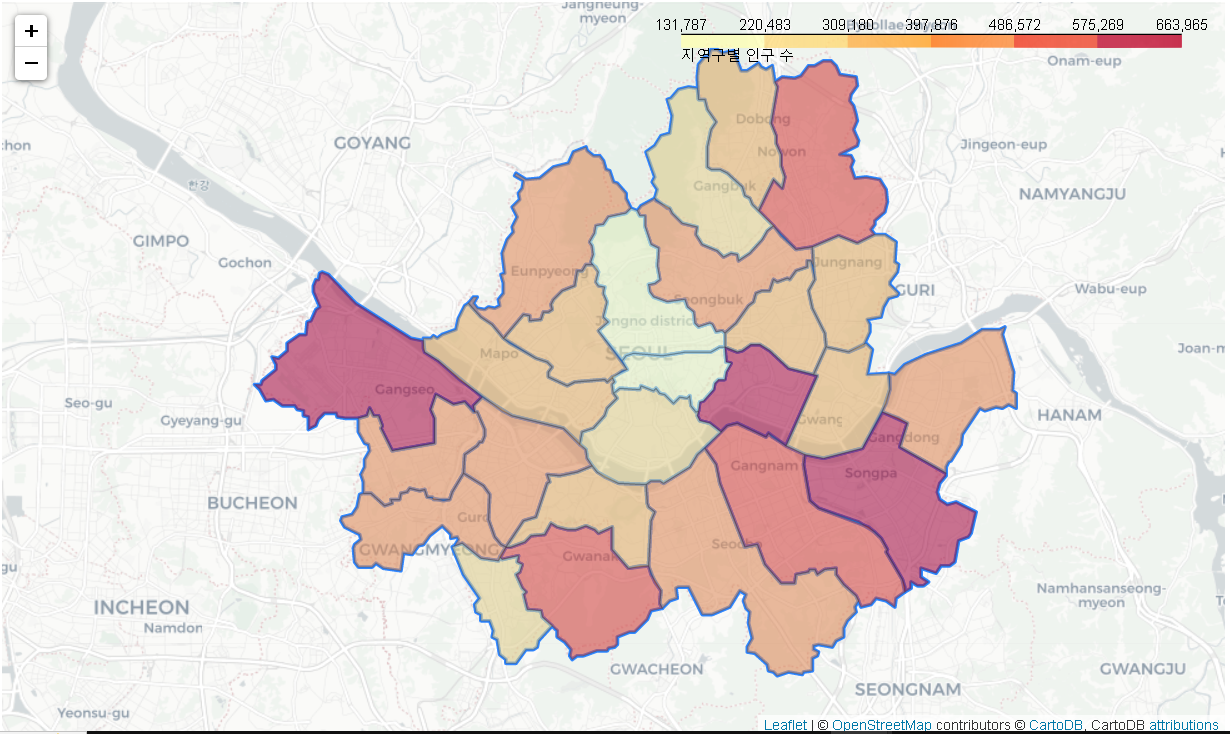 +
−
Jangheung-
myeon
131,787 220,483 309,180 397,876 486,572 575,269 663,965
지역구별 인구 수
Onam-eup
chon
GOYANG
Dobong
Jingeon-eup
Nowon
한강
Gangbuk
NAMYANGJU
GIMPO
Gochon
Eunpyeong
Jungnang
GURI
Wabu-eup
Seongbuk
Jongno district
SEOUL
Mapo
Joan-m
Gangseo
Seo-gu
Gyeyang-gu
Gwang
HANAM
Gangdong
Gangnam
Songpa
BUCHEON
Guro
GWANGMYEONG
Gwanak
Seocho
gu
INCHEON
Namdon
Namhansanseong-
myeon
GWACHEON
GWANGJU
SEONGNAM
Yeonsu-gu
Leaflet | © OpenStreetMap contributors © CartoDB, CartoDB attributions